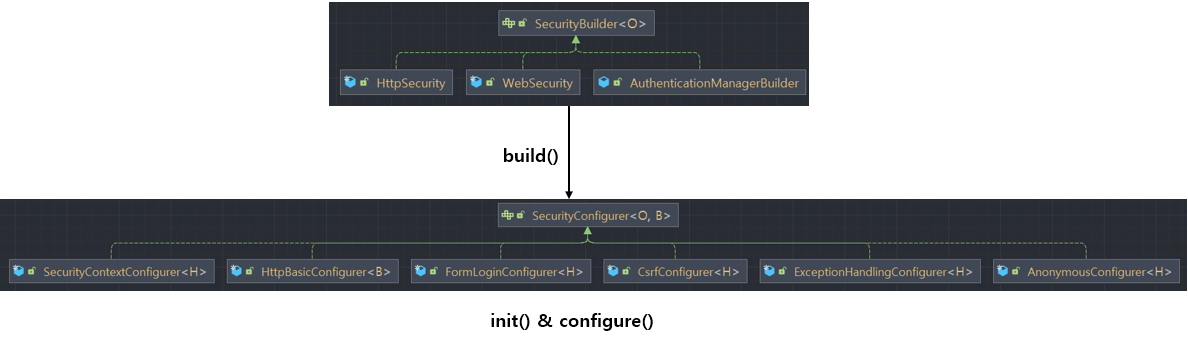 SecurityBuilder<O>
HttpSecurity WebSecurity AuthenticationManagerBuilder
build()
SecurityConfigurer<O, B>
SecurityContextConfigurer<H> HttpBasicConfigurer<B> FormLoginConfigurer<H> CsrfConfigurer<H> ExceptionHandlingConfigurer<H> AnonymousConfigurer<H>
init() & configure()